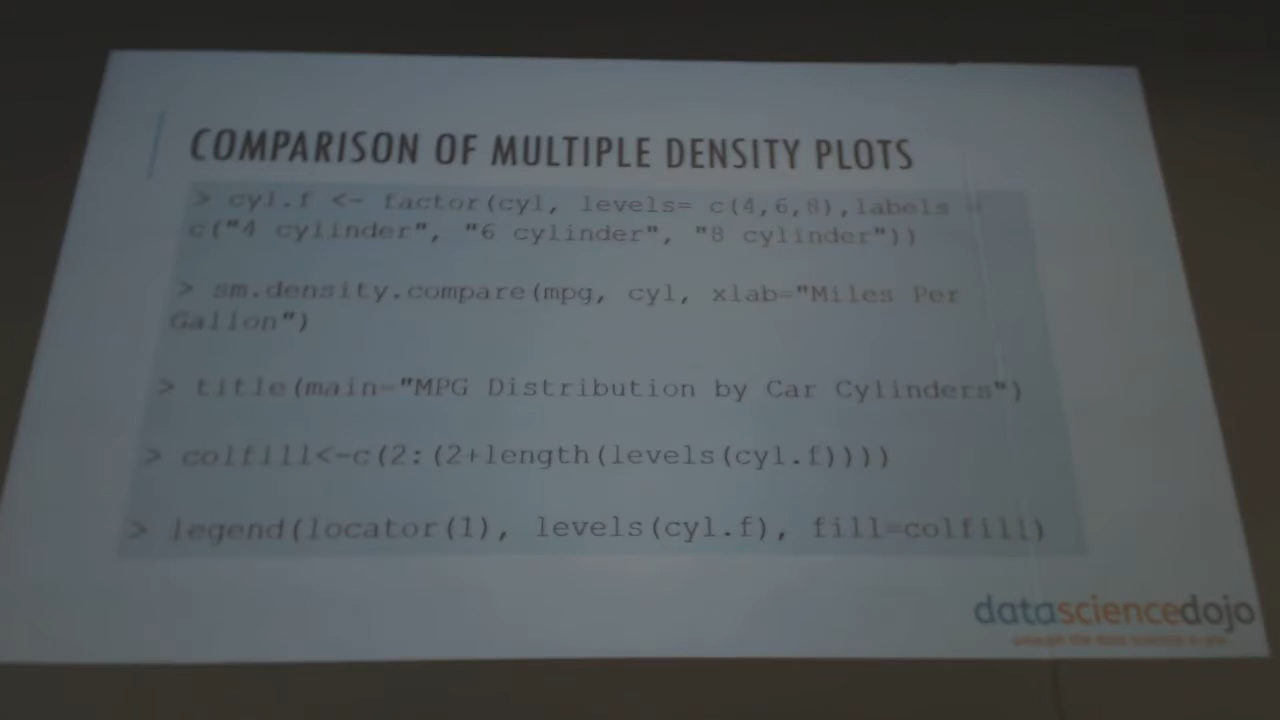 COMPARISON OF MULTIPLE DENSITY PLOTS
> cyl.f <- factor(cyl, levels= c(4,6,8),labels =
c("4 cylinder", "6 cylinder", "8 cylinder"))
> sm.density.compare(mpg, cyl, xlab="Miles Per
Gallon")
> title(main="MPG Distribution by Car Cylinders")
> colfill<-c(2:(2+length(levels(cyl.f))))
> legend(locator(1), levels(cyl.f), fill=colfill)
datasciencedojo